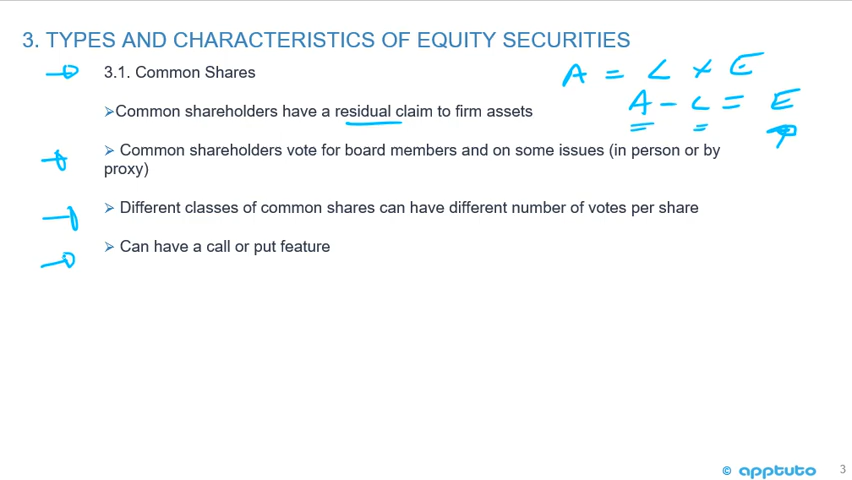 3. TYPES AND CHARACTERISTICS OF EQUITY SECURITIES
3.1. Common Shares
A = L + E
➢Common shareholders have a residual claim to firm assets
A - L = E
➢ Common shareholders vote for board members and on some issues (in person or by
proxy)
➢ Different classes of common shares can have different number of votes per share
➢ Can have a call or put feature
© apptuto 3